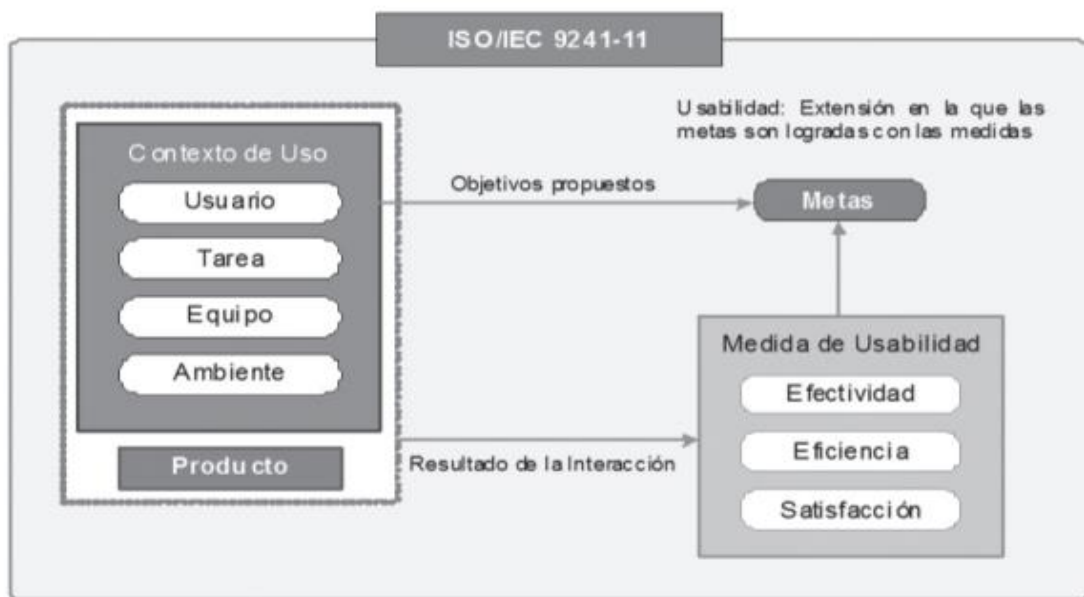 ISO/IEC 9241-11
Usabilidad: Extensión en la que las
metas son logradas con las medidas
Contexto de Uso
Usuario
Tarea
Equipo
Ambiente
Producto
Objetivos propuestos
Metas
Resultado de la Interacción
Medida de Usabilidad
Efectividad
Eficiencia
Satisfacción